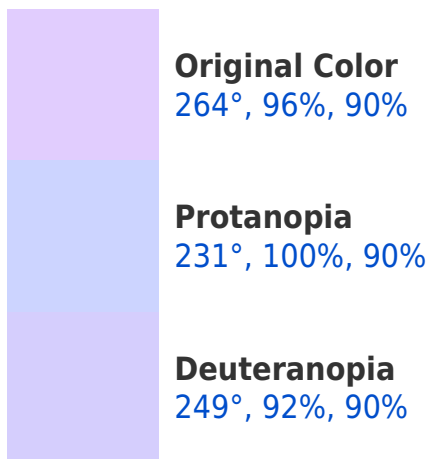 Original Color
264°, 96%, 90%
Protanopia
231°, 100%, 90%
Deuteranopia
249°, 92%, 90%